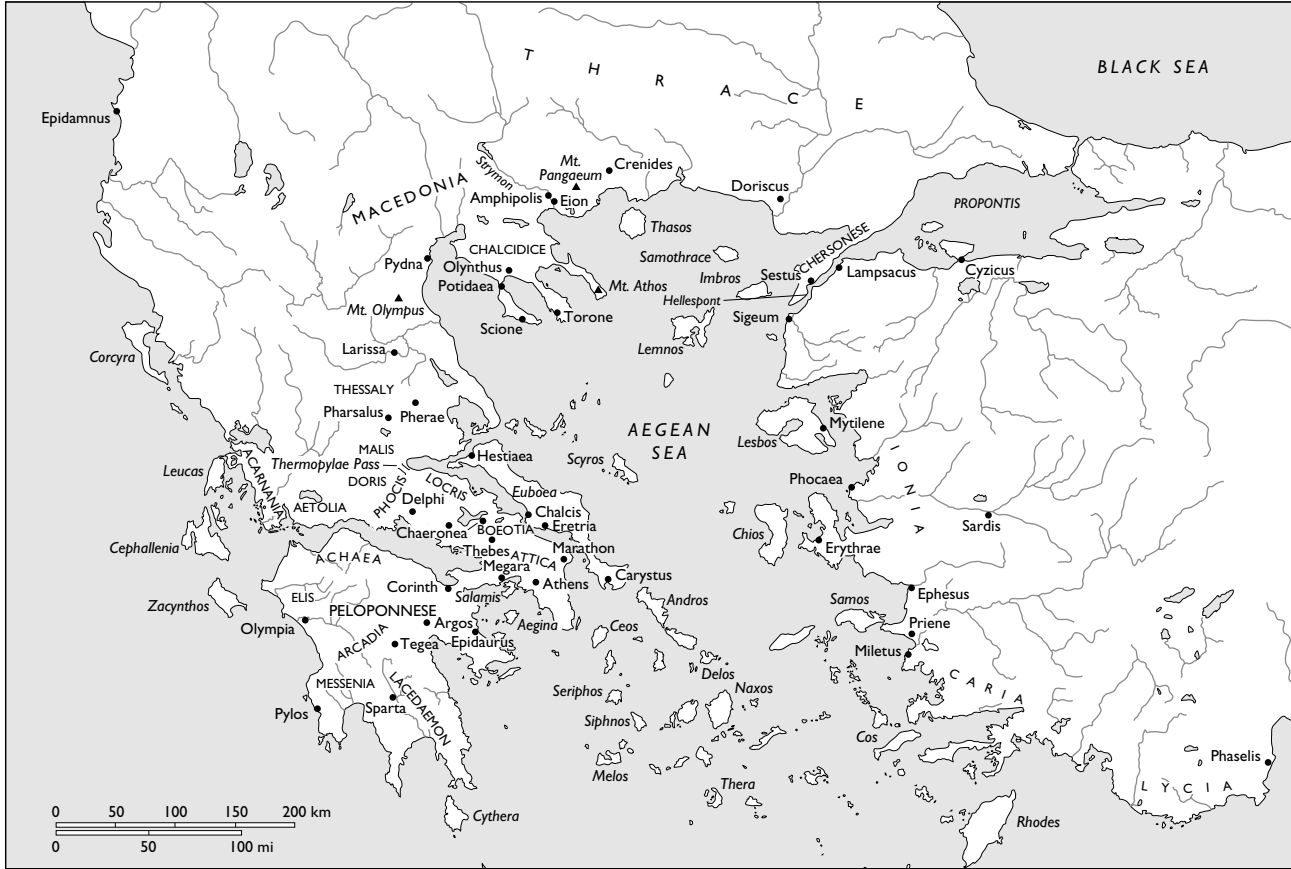 BLACK SEA
THRACE
Epidamnus
Strymon
Mt.
Pangaeum
Crenides
MACEDONIA
Amphipolis
Eion
Doriscus
PROPONTIS
Thasos
CHALCIDICE
Samothrace
CHERSONESE
Pydna
Olynthus
Imbros
Sestus
Lampsacus
Cyzicus
Potidaea
Mt. Athos
Hellespont
Mt. Olympus
Scione
Torone
Sigeum
Corcyra
Larissa
Lemnos
THESSALY
Pharsalus
Pherae
AEGEAN
SEA
Mytilene
Lesbos
MALIS
Hestiaea
Leucas
ACARNANIA
Thermopylae Pass
Scyros
IONIA
DORIS
LOCRIS
Euboea
Phocaea
PHOCIS
Delphi
AETOLIA
Chalcis
Sardis
Chaeronea
BOEOTIA
Eretria
Chios
Cephallenia
Thebes
ATTICA
Marathon
Erythrae
ACHAEA
Megara
Athens
Carystus
Corinth
Salamis
Ephesus
ELIS
Zacynthos
PELOPONNESE
Andros
Samos
Olympia
Argos
Aegina
Ceos
Priene
ARCADIA
Tegea
Epidaurus
Miletus
Delos
MESSENIA
LACEDAEMON
Seriphos
Naxos
CARIA
Pylos
Sparta
Siphnos
Cos
Phaselis
Melos
Thera
LYCIA
Cythera
Rhodes
0 50 100 150 200 km
0 50 100 mi